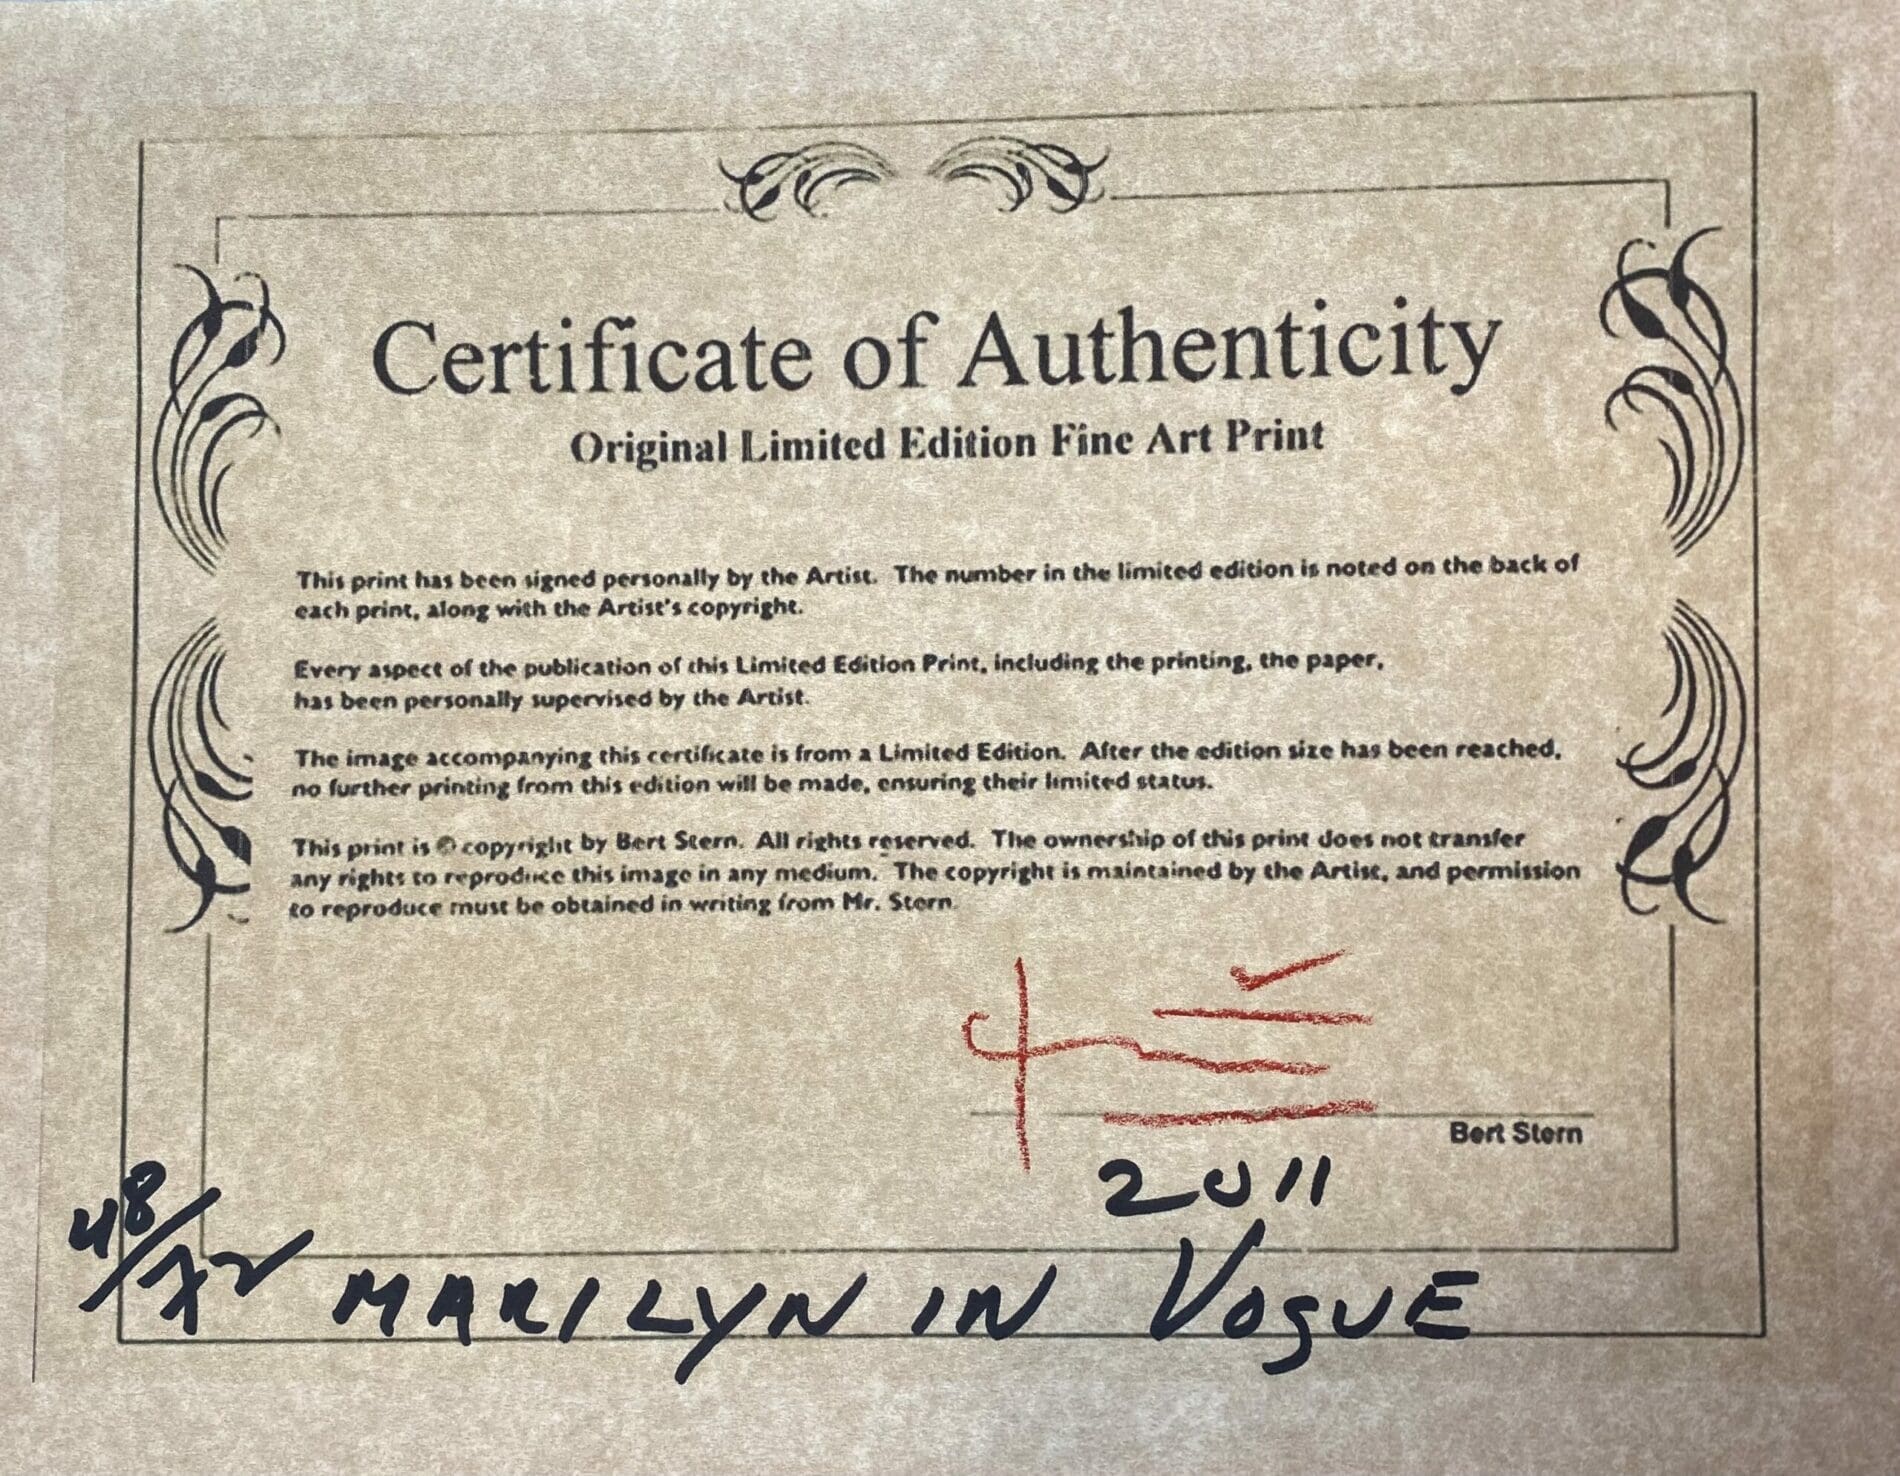 Certificate of Authenticity
Original Limited Edition Fine Art Print
This print has been signed personally by the Artist. The number in the limited edition is noted on the back of
each print, along with the Artist's copyright.
Every aspect of the publication of this Limited Edition Print, including the printing, the paper,
has been personally supervised by the Artist.
The image accompanying this certificate is from a Limited Edition. After the edition size has been reached,
no further printing from this edition will be made, ensuring their limited status.
This print is © copyright by Bert Stern. All rights reserved. The ownership of this print does not transfer
any rights to reproduce this image in any medium. The copyright is maintained by the Artist, and permission
to reproduce must be obtained in writing from Mr. Stern.
Bert Stern
2011
48/72 MARILYN IN VOGUE